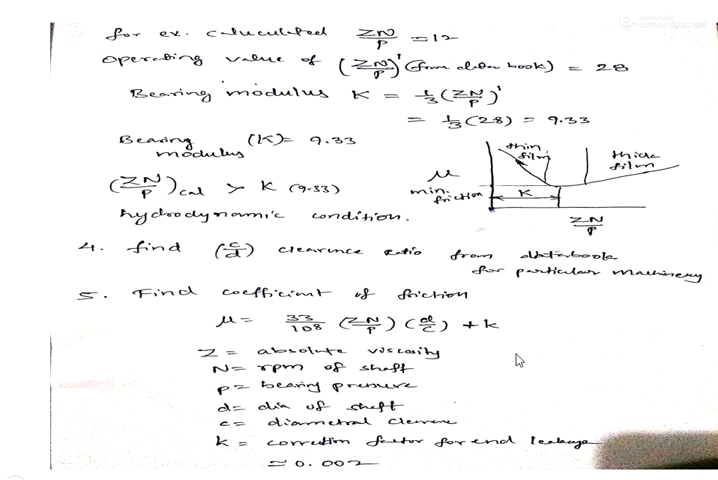 for ex. calculated ZN/P = 12
operating value of (ZN/P)' (from data book) = 28
Bearing modulus K = 1/3 (ZN/P)'
= 1/3 (28) = 9.33
Bearing modulus (K) = 9.33
(ZN/P) cal > K (9.33)
hydrodynamic condition.
thin film
thick film
μ
min. friction
K
ZN/P
4. find (c/d) clearence ratio from databook
for particular machinery
5. Find coefficient of friction
μ = 33/10^8 (ZN/P) (d/c) + k
Z = absolute viscosity
N = rpm of shaft
p = bearing pressure
d = dia of shaft
c = diametral
k = correction factor for end leakage
= 0.002